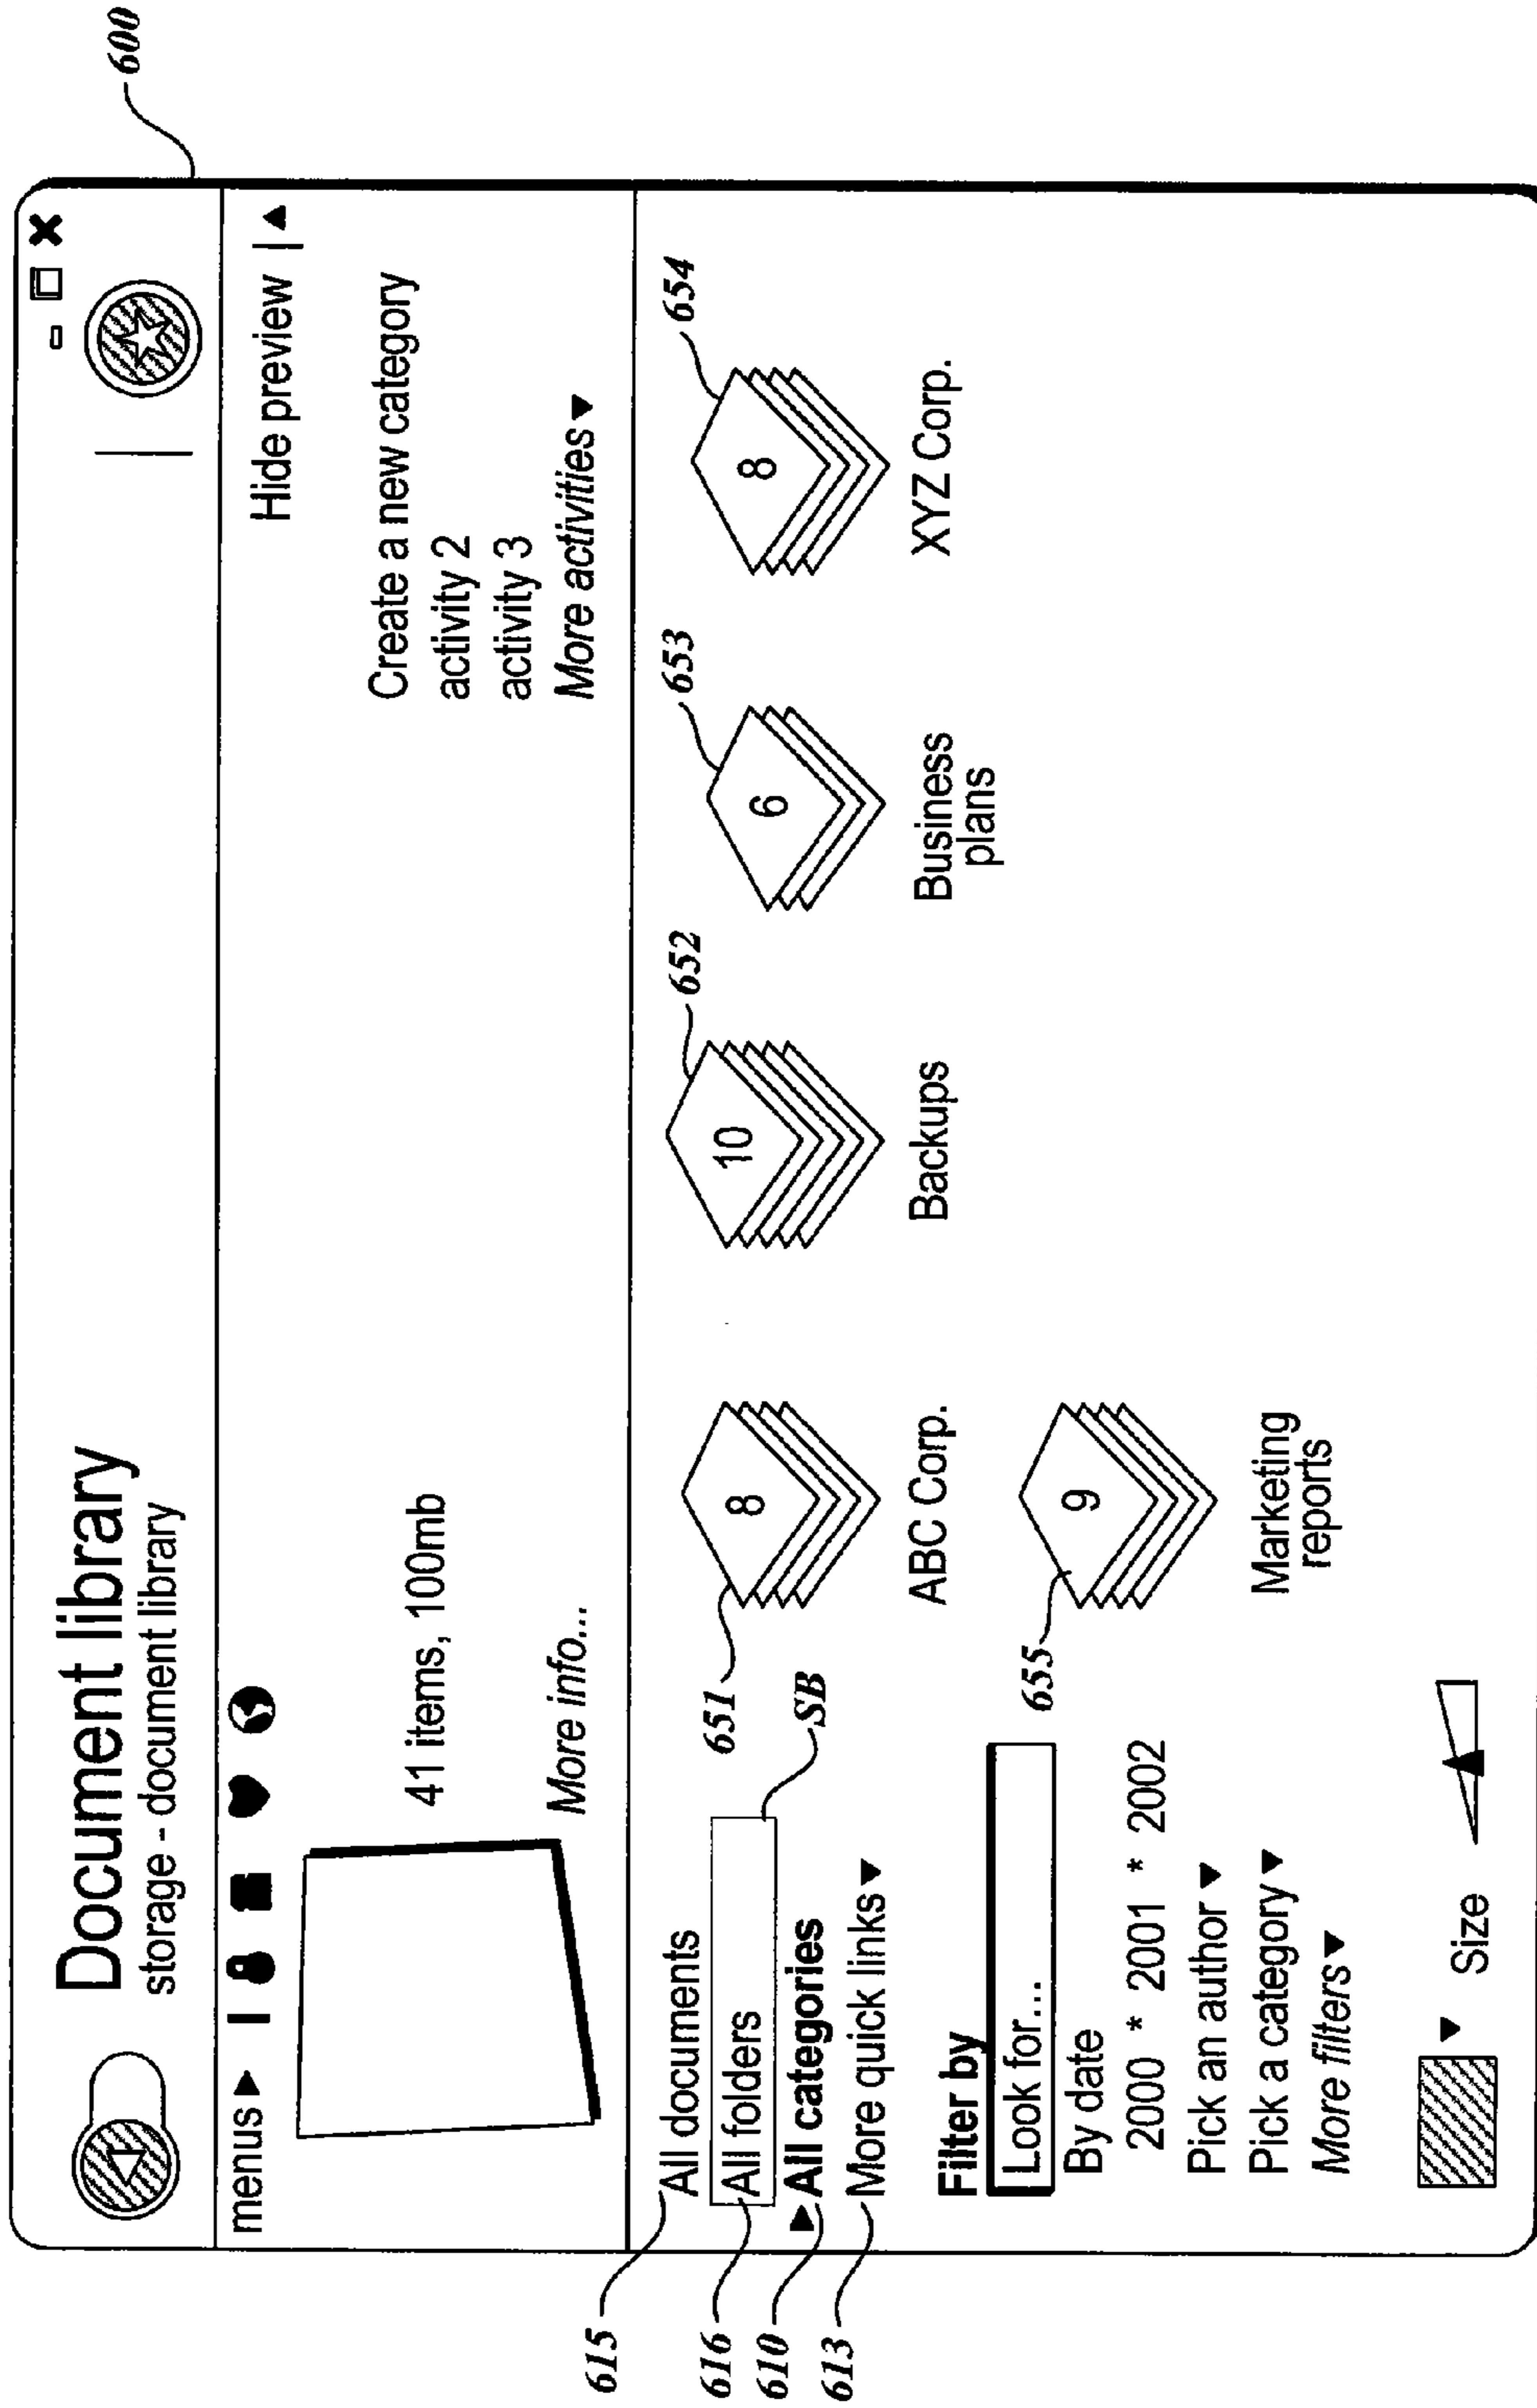 600
Document library
storage - document library
menus
Hide preview
41 items, 100mb
More info...
Create a new category
activity 2
activity 3
More activities
615
All documents
616
All folders
SB
610
All categories
613
More quick links
Filter by
Look for...
By date
2000 * 2001 * 2002
Pick an author
Pick a category
More filters
Size
651
8
ABC Corp.
652
10
Backups
653
6
Business
plans
654
8
XYZ Corp.
655
9
Marketing
reports